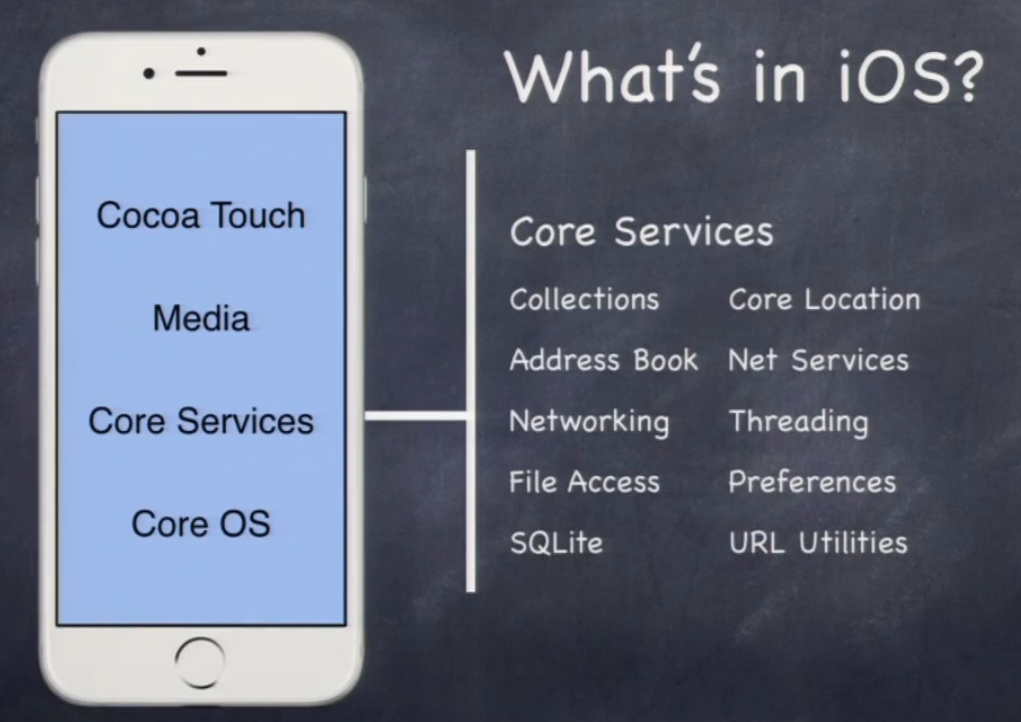 What's in iOS?
Cocoa Touch
Media
Core Services
Core OS
Core Services
Collections
Core Location
Address Book
Net Services
Networking
Threading
File Access
Preferences
SQLite
URL Utilities